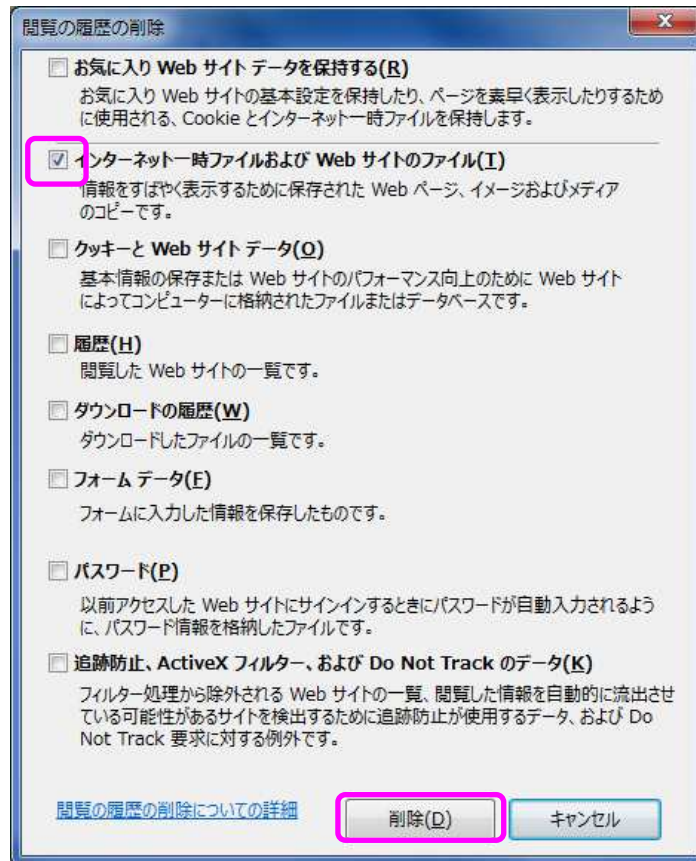 閲覧の履歴の削除
お気に入り Web サイト データを保持する(R)
お気に入り Web サイトの基本設定を保持したり、ページを素早く表示したりするため
に使用される、Cookie とインターネット一時ファイルを保持します。
インターネット一時ファイルおよび Web サイトのファイル(T)
情報をすばやく表示するために保存された Web ページ、イメージおよびメディア
のコピーです。
クッキーと Web サイト データ(O)
基本情報の保存または Web サイトのパフォーマンス向上のために Web サイト
によってコンピューターに格納されたファイルまたはデータベースです。
履歴(H)
閲覧した Web サイトの一覧です。
ダウンロードの履歴(W)
ダウンロードしたファイルの一覧です。
フォーム データ(F)
フォームに入力した情報を保存したものです。
パスワード(P)
以前アクセスした Web サイトにサインインするときにパスワードが自動入力されるよう
に、パスワード情報を格納したファイルです。
追跡防止、ActiveX フィルター、および Do Not Track のデータ(K)
フィルター処理から除外される Web サイトの一覧、閲覧した情報を自動的に流出させ
ている可能性があるサイトを検出するために追跡防止が使用するデータ、および Do
Not Track 要求に対する例外です。
閲覧の履歴の削除についての詳細
削除(D)
キャンセル